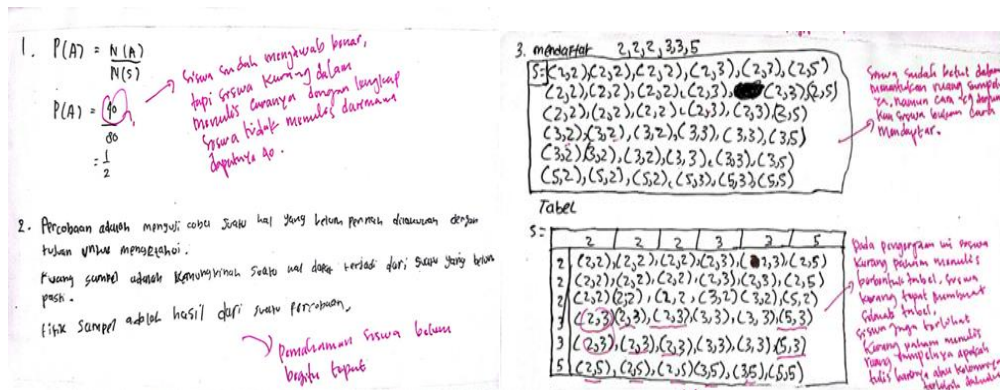 1. P(A) = N(A)
N(S)
P(A) = 40
80
= 1
2
Siswa sudah menjawab benar,
tapi siswa kurang dalam
menulis caranya dengan lengkap
siswa tidak menulis darimana
dapatnya 40.
2. Percobaan adalah menguji coba suatu hal yang belum pernah dilakukan dengan
tujuan untuk mengetahui.
Ruang sampel adalah kemungkinan suatu hal dapat terjadi dari suatu yang belum
pasti.
titik sampel adalah hasil dari suatu percobaan.
Pemahaman siswa belum
begitu tepat
3. mendaftar 2,2,2,3,3,5
S= (2,2),(2,2),(2,2),(2,3),(2,3),(2,5)
(2,2),(2,2),(2,2),(2,3), (2,3),(2,5)
(2,2),(2,2),(2,2),(2,3),(2,3)(2,5)
(3,2),(3,2),(3,2),(3,3),(3,3),(3,5)
(3,2)(3,2),(3,2),(3,3),(3,3),(3,5)
(5,2),(5,2),(5,2),(5,3),(5,3)(5,5)
Siswa sudah betul dalam
menentukan ruang sampel
ya, namun cara yg
siswa bukan cara
mendaftar.
Tabel
S=
2 2 2 3 3 5
2 (2,2),(2,2),(2,2),(2,3),(2,3),(2,5)
2 (2,2),(2,2),(2,2),(2,3),(2,3),(2,5)
2 (2,2)(2,2),(2,2,(3,2)(3,2),(5,2)
3 (2,3)(2,3),(2,3),(3,3),(3,3),(5,3)
3 (2,3),(2,3),(2,3),(3,3),(3,3)(5,3)
5 (2,5),(2,5),(2,5)(3,5),(3,5),(5,5)
pada pengerjaan ini siswa
kurang paham menulis
berbentuk tabel. siswa
kurang tepat membuat
sebuah tabel.
siswa juga terlihat
kurang paham menulis
ruang sampelnya apakah
tulis barisnya atau kolomnya